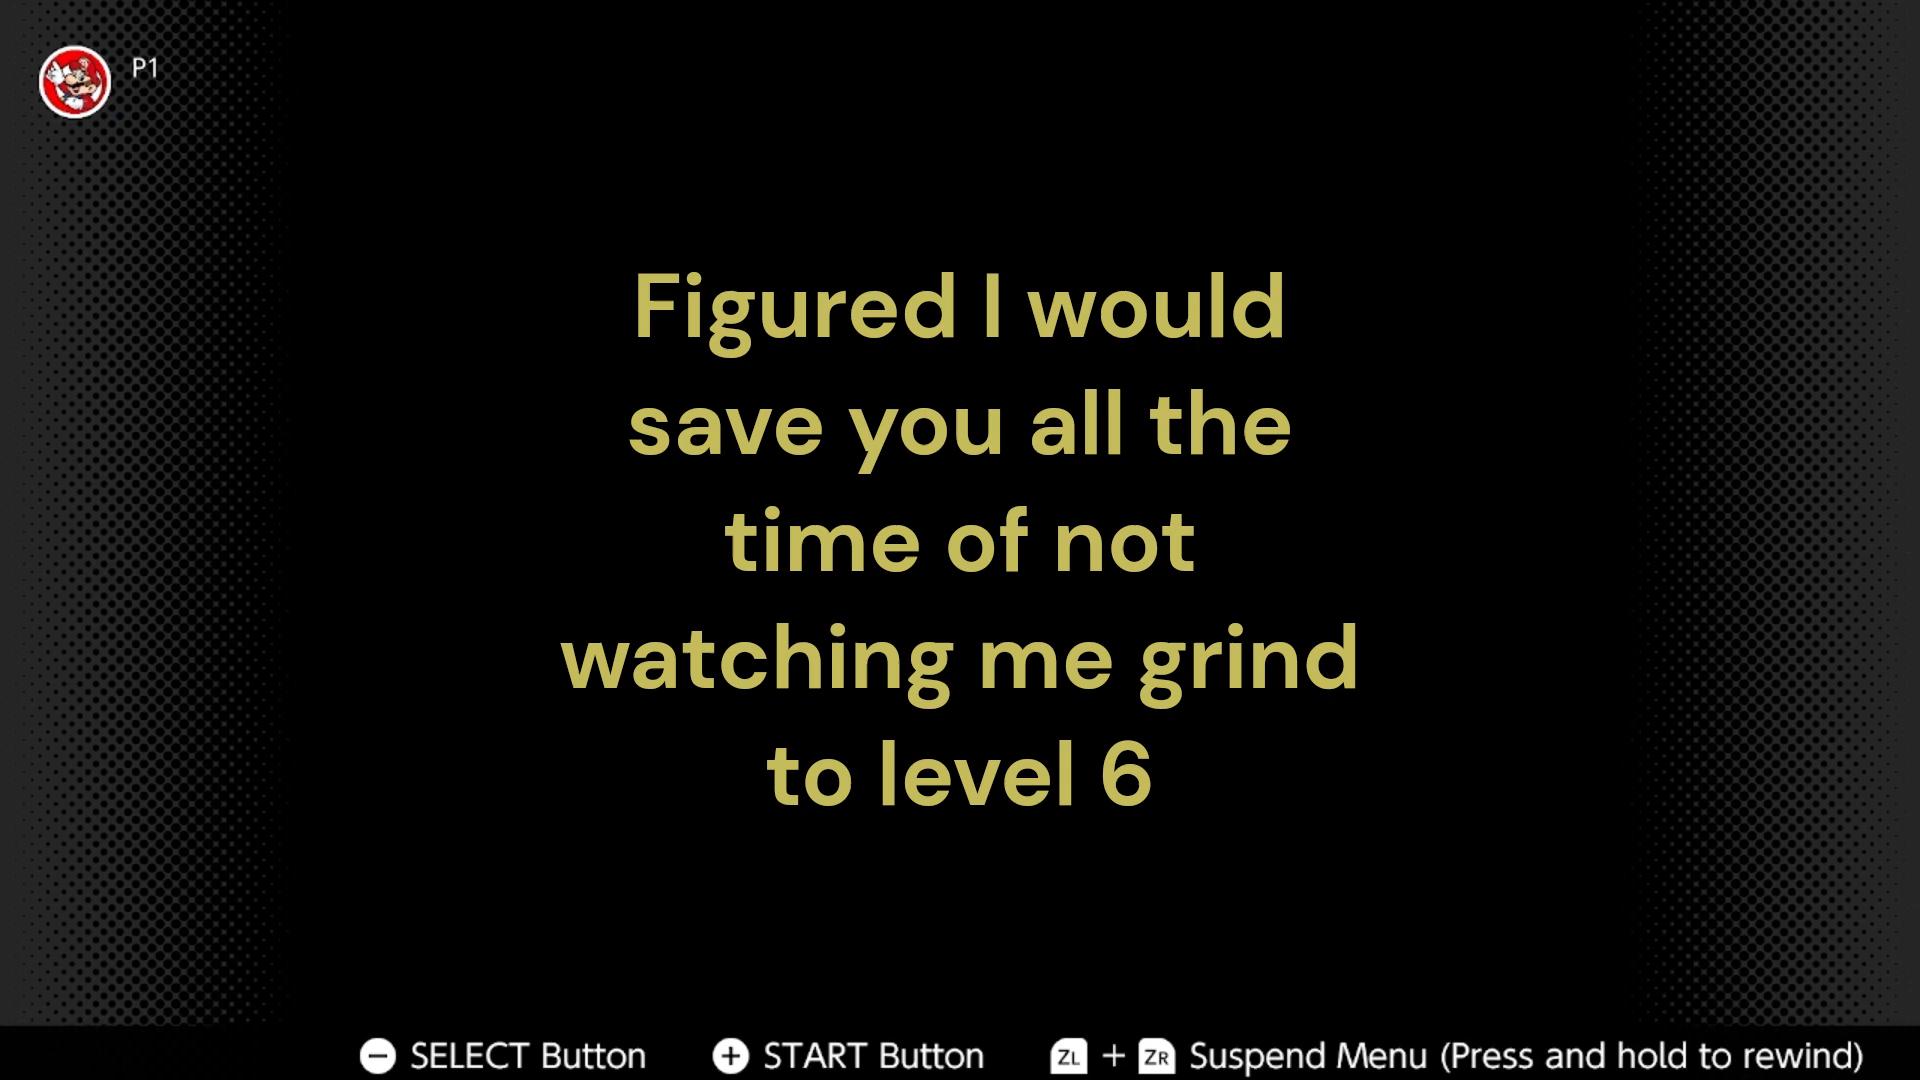 P1
Figured I would
save you all the
time of not
watching me grind
to level 6
− SELECT Button + START Button ZL + ZR Suspend Menu (Press and hold to rewind)